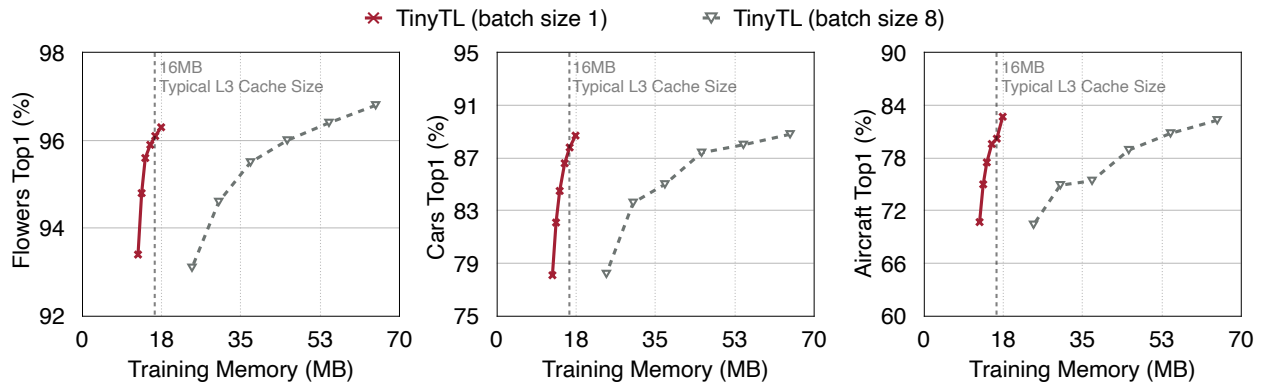 TinyTL (batch size 1)
TinyTL (batch size 8)
Flowers Top1 (%)
98
96
94
92
16MB
Typical L3 Cache Size
0
18
35
53
70
Training Memory (MB)
Cars Top1 (%)
95
91
87
83
79
75
16MB
Typical L3 Cache Size
0
18
35
53
70
Training Memory (MB)
Aircraft Top1 (%)
90
84
78
72
66
60
16MB
Typical L3 Cache Size
0
18
35
53
70
Training Memory (MB)